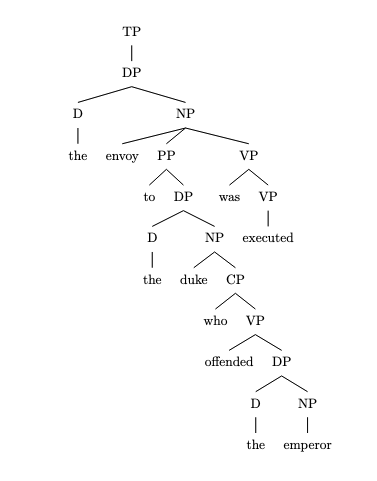 TP
DP
D NP
the envoy PP VP
to DP was VP
D NP executed
the duke CP
who VP
offended DP
D NP
the emperor